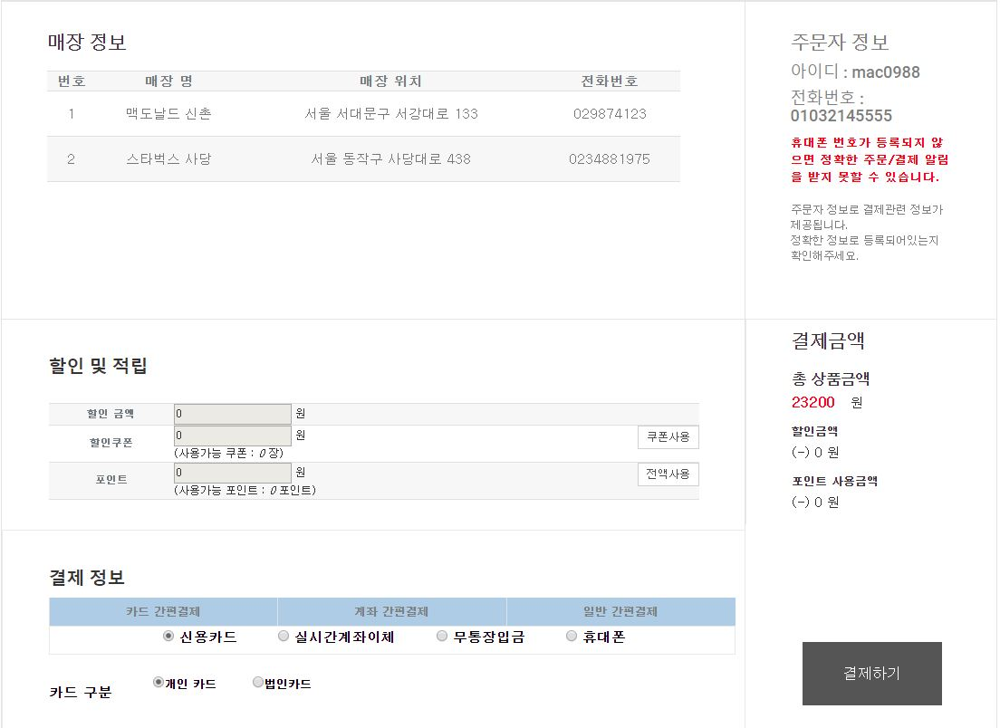 매장 정보
번호 매장 명 매장 위치 전화번호
1 맥도날드 신촌 서울 서대문구 서강대로 133 029874123
2 스타벅스 사당 서울 동작구 사당대로 438 0234881975
주문자 정보
아이디 : mac0988
전화번호 :
01032145555
휴대폰 번호가 등록되지 않
으면 정확한 주문/결제 알림
을 받지 못할 수 있습니다.
주문자 정보로 결제관련 정보가
제공됩니다.
정확한 정보로 등록되어있는지
확인해주세요.
할인 및 적립
할인 금액 0 원
할인쿠폰 0 원 쿠폰사용
(사용가능 쿠폰 : 0 장)
포인트 0 원 전액사용
(사용가능 포인트 : 0 포인트)
결제금액
총 상품금액
23200 원
할인금액
(-) 0 원
포인트 사용금액
(-) 0 원
결제 정보
카드 간편결제 계좌 간편결제 일반 간편결제
신용카드 실시간계좌이체 무통장입금 휴대폰
카드 구분 개인 카드 법인카드
결제하기